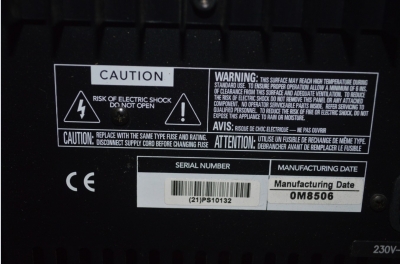 CAUTION
RISK OF ELECTRIC SHOCK
DO NOT OPEN
CAUTION: REPLACE WITH THE SAME TYPE FUSE AND RATING.
DISCONNECT SUPPLY CORD BEFORE CHANGING FUSE
WARNING: THIS SURFACE MAY REACH HIGH TEMPERATURE DURING
STANDARD USE. TO ENSURE PROPER OPERATION ALLOW A MINIMUM OF 6 INS.
OF CLEARANCE FROM THIS SURFACE AND ADEQUATE VENTILATION. TO REDUCE
THE RISK OF ELECTRIC SHOCK DO NOT REMOVE THIS PANEL OR ANY ATTACHED
COMPONENT. NO OPERATOR SERVICEABLE PARTS INSIDE. REFER SERVICING TO
QUALIFIED PERSONNEL. TO REDUCE THE RISK OF FIRE OR ELECTRIC SHOCK, DO NOT
EXPOSE THIS APPLIANCE TO RAIN OR MOISTURE.
AVIS: RISQUE DE CHOC ELECTRIQUE — NE PAS OUVRIR
ATTENTION: UTILISE UN FUSIBLE DE RECHANGE DE MÊME TYPE.
DEBRANCHER AVANT DE REMPLACER LE FUSIBLE
CE
SERIAL NUMBER
(21)PS10132
MANUFACTURING DATE
Manufacturing Date
0M8506
230V~